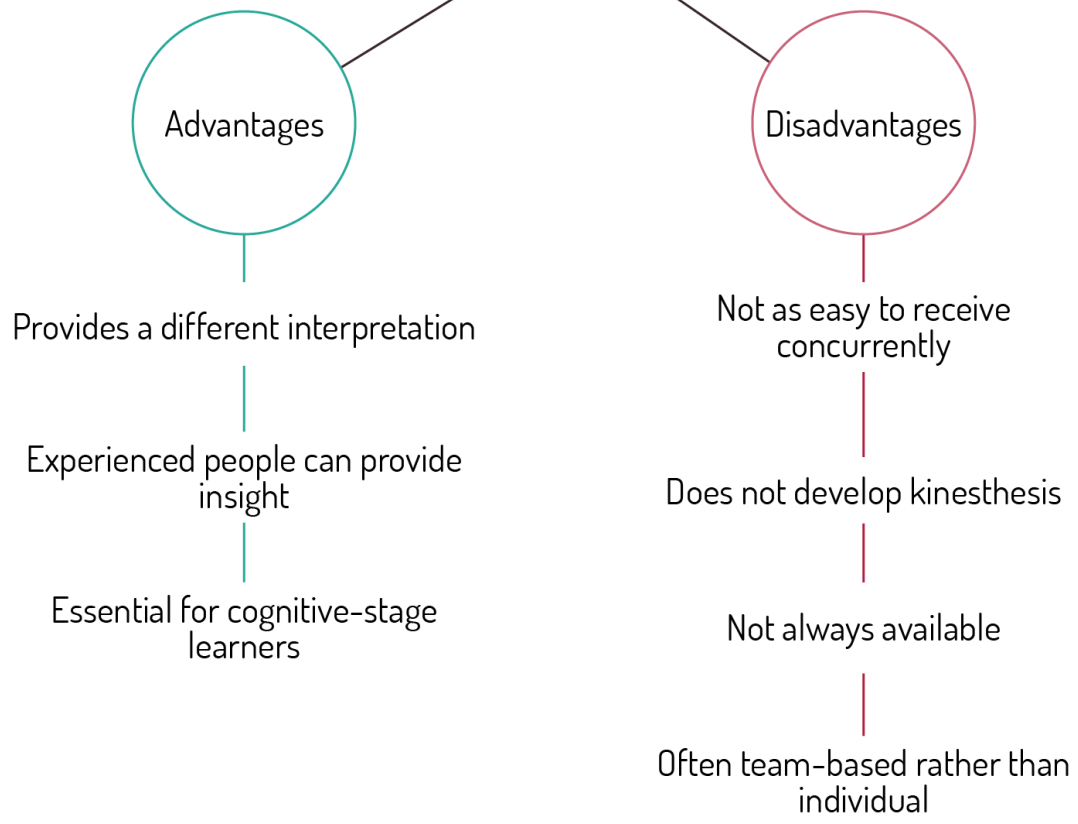 Advantages
Provides a different interpretation
Experienced people can provide
insight
Essential for cognitive-stage
learners
Disadvantages
Not as easy to receive
concurrently
Does not develop kinesthesis
Not always available
Often team-based rather than
individual